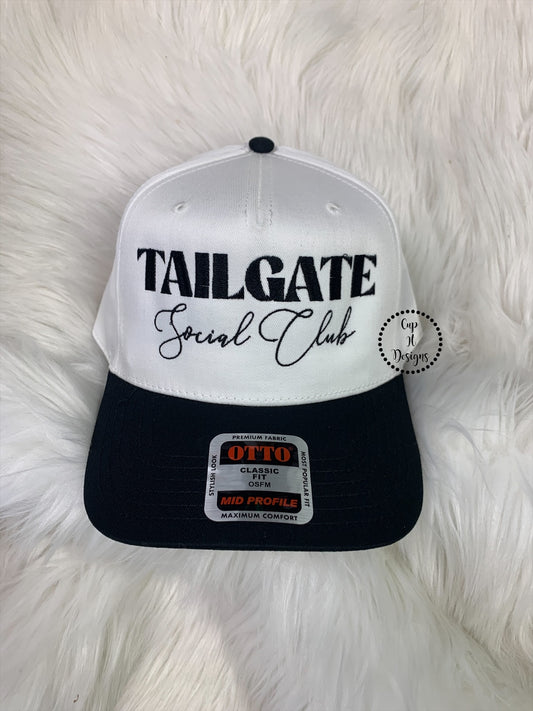 TAILGATE
Social Club
Cup
It
Designs
PREMIUM FABRIC
STYLISH LOOK
OTTO
CLASSIC
FIT
OSFM
MID PROFILE
MOST POPULAR FIT
MAXIMUM COMFORT